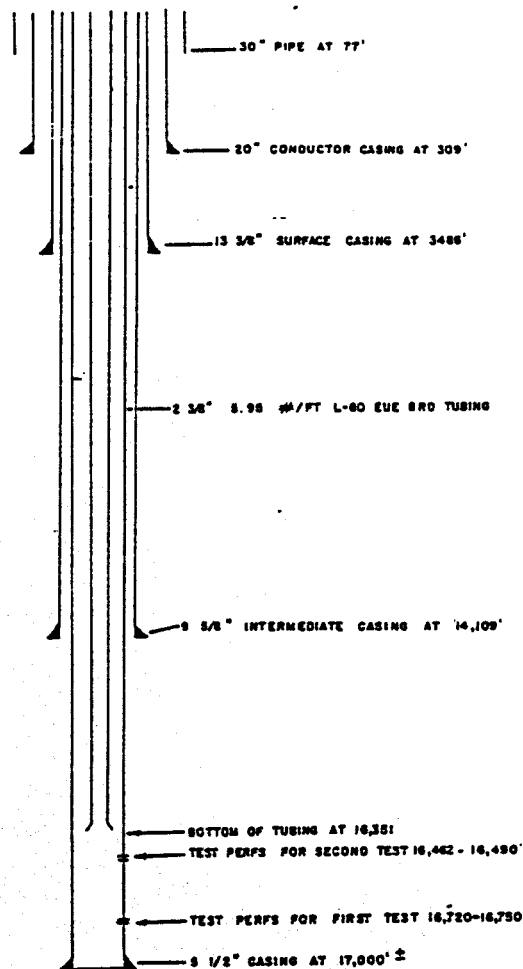 30" PIPE AT 77'
20" CONDUCTOR CASING AT 309'
13 3/8" SURFACE CASING AT 3486'
2 3/8" 5.95 #/FT L-80 EUE 8RD TUBING
9 5/8" INTERMEDIATE CASING AT 14,109'
BOTTOM OF TUBING AT 16,351
TEST PERFS FOR SECOND TEST 16,462 - 16,490'
TEST PERFS FOR FIRST TEST 16,720-16,750
5 1/2" CASING AT 17,000' ±